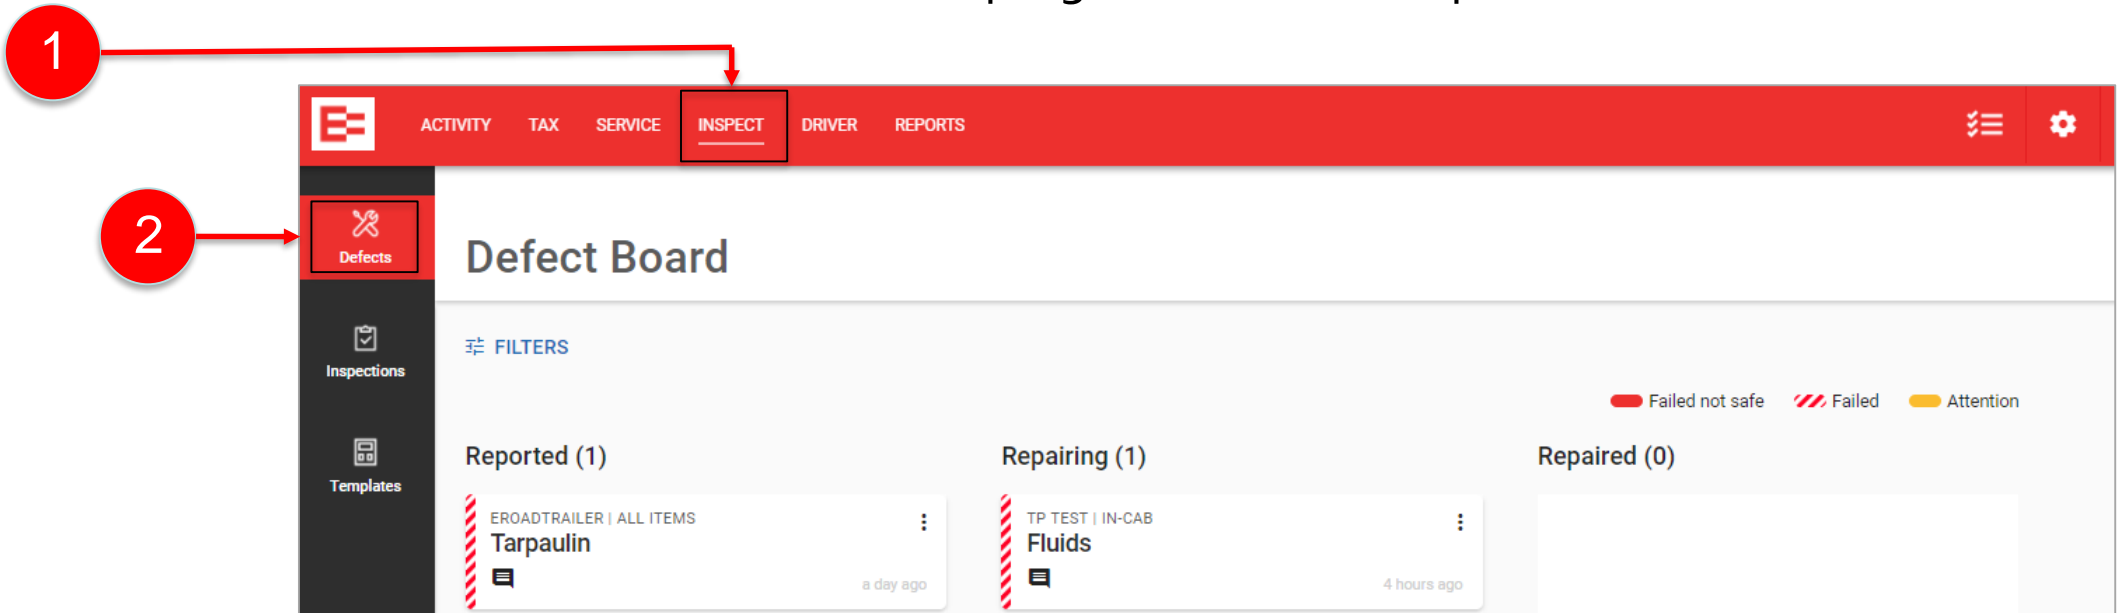 1
ACTIVITY TAX SERVICE INSPECT DRIVER REPORTS
2
Defects
Defect Board
Inspections
FILTERS
Failed not safe Failed Attention
Templates
Reported (1)
EROADTRAILER | ALL ITEMS
Tarpaulin
a day ago
Repairing (1)
TP TEST | IN-CAB
Fluids
4 hours ago
Repaired (0)